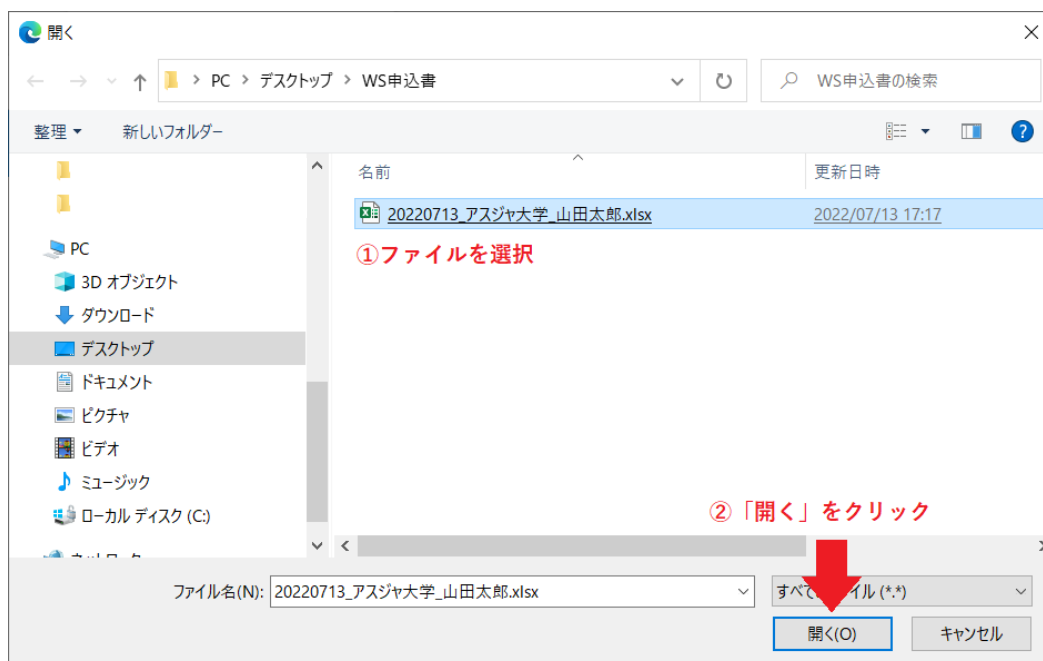 開く
PC > デスクトップ > WS申込書
WS申込書の検索
整理
新しいフォルダー
名前
更新日時
20220713_アスジャ大学_山田太郎.xlsx
2022/07/13 17:17
①ファイルを選択
PC
3D オブジェクト
ダウンロード
デスクトップ
ドキュメント
ピクチャ
ビデオ
ミュージック
ローカル ディスク (C:)
②「開く」をクリック
ファイル名(N):
20220713_アスジャ大学_山田太郎.xlsx
(*.*)
開く(O)
キャンセル